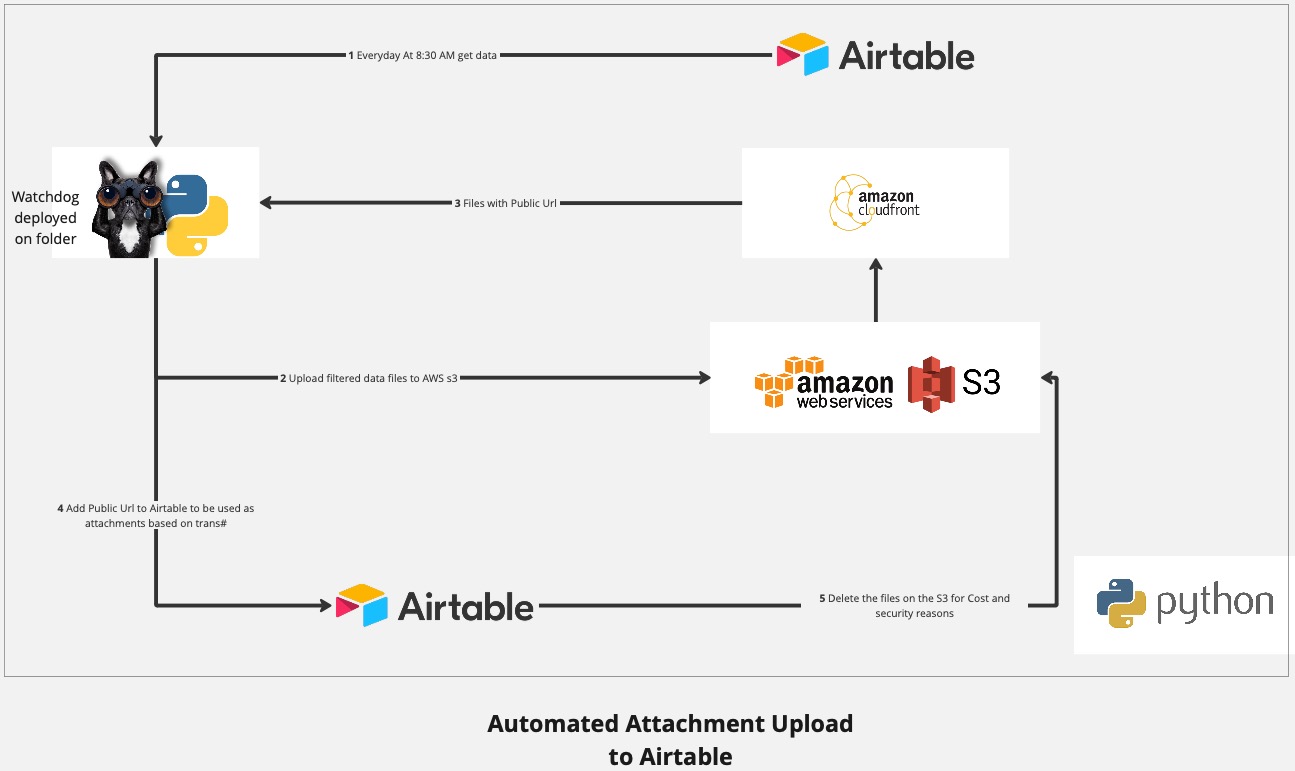 1 Everyday At 8:30 AM get data
Airtable
Watchdog
deployed
on folder
3 Files with Public Url
amazon
cloudfront
2 Upload filtered data files to AWS s3
amazon
web services
S3
4 Add Public Url to Airtable to be used as
attachments based on trans#
Airtable
5 Delete the files on the S3 for Cost and
security reasons
python
Automated Attachment Upload
to Airtable